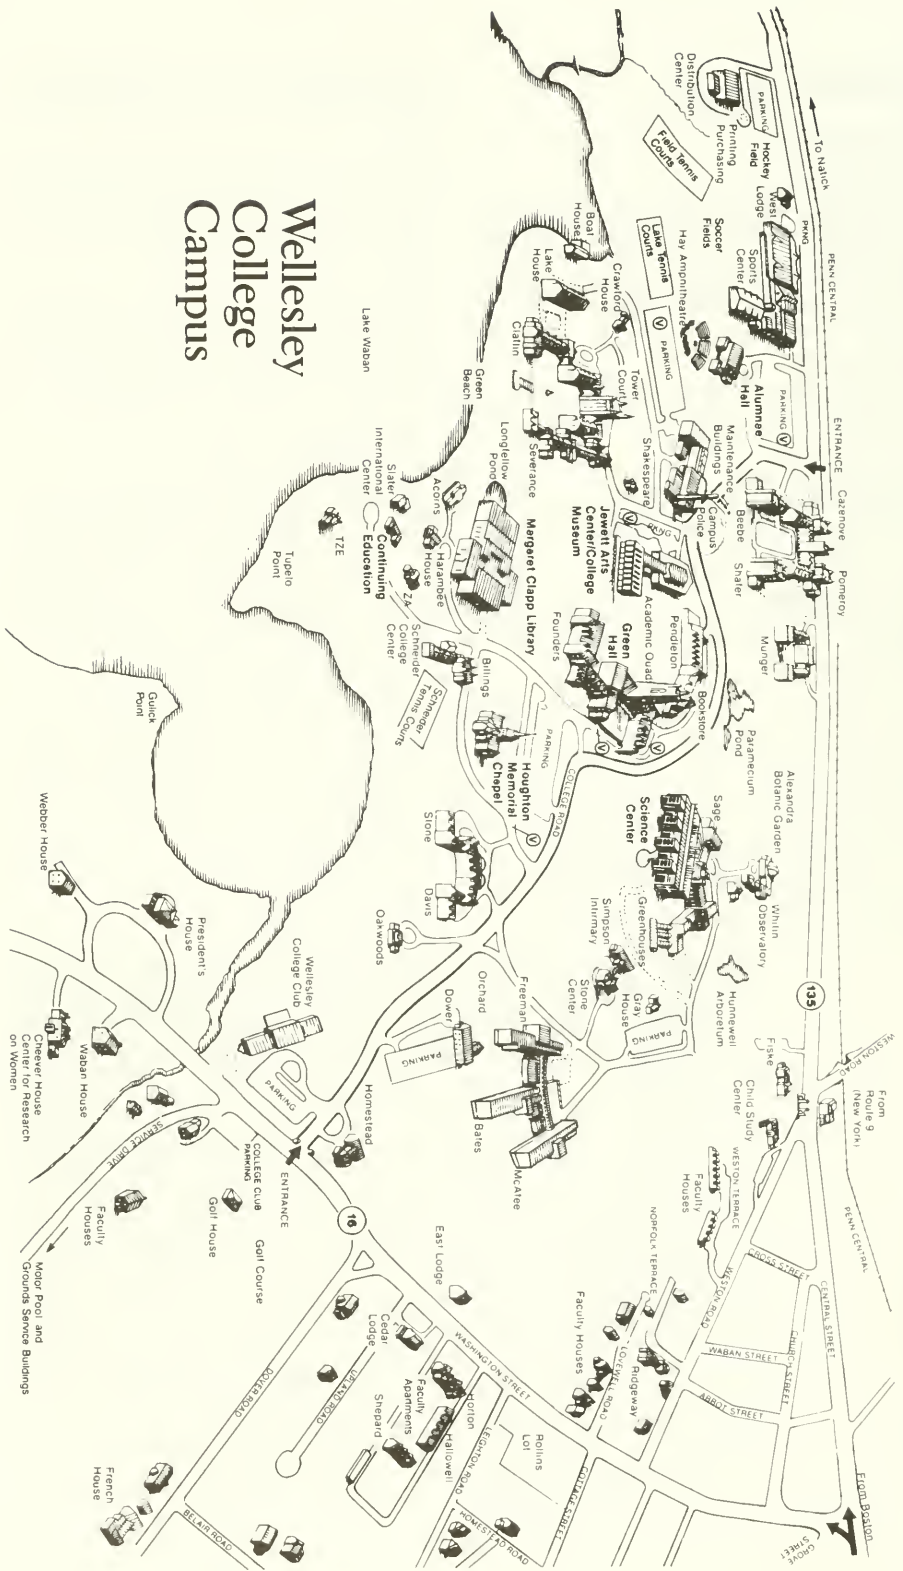 Wellesley
College
Campus
To Natick
PENN CENTRAL
PARKING
Hockey
Field
Distribution
Center
Printing
Purchasing
Field Tennis
Courts
West
Lodge
PKNG
Soccer
Fields
Sports
Center
Hay Amphitheatre
Lake Tennis
Courts
V
PARKING
Boat
House
Lake
House
Crawford
House
Claflin
Tower
Court
Severance
Green
Beach
Lake Waban
Alumnae
Hall
PARKING
V
ENTRANCE
Maintenance
Buildings
Campus
Police
Shakespeare
Cazenove
Beebe
Pomeroy
Shafer
Munger
V
PKNG
Jewett Arts
Center/College
Museum
Longfellow
Pond
Margaret Clapp Library
Acorns
Harambee
House
Slater
International
Center
Continuing
Education
TZE
ZA
Tupelo
Point
Schneider
College
Center
Billings
Schneider
Tennis Courts
Pendleton
Academic Quad
Green
Hall
Founders
Bookstore
V
V
Paramecium
Pond
PARKING
COLLEGE ROAD
Houghton
Memorial
Chapel
V
Alexandra
Botanic Garden
Sage
Science
Center
Whitin
Observatory
Greenhouses
Simpson
Infirmary
Stone
Center
Gray
House
Hunnewell
Arboretum
PARKING
Stone
Davis
Oakwoods
Gulick
Point
Webber House
President's
House
Wellesley
College Club
Orchard
Dower
PARKING
Freeman
Bates
McAfee
Waban House
Cheever House
Center for Research
on Women
PARKING
Homestead
ENTRANCE
SERVICE DRIVE
COLLEGE CLUB
PARKING
Golf House
Golf Course
Faculty
Houses
Motor Pool and
Grounds Service Buildings
135
WESTON ROAD
From
Route 9
(New York)
Fiske
Child Study
Center
PENN CENTRAL
WESTON TERRACE
Faculty
Houses
NORFOLK TERRACE
WESTON ROAD
CROSS STREET
CENTRAL STREET
WABAN STREET
CHURCH STREET
ABBOT STREET
From Boston
GROVE
STREET
16
East Lodge
Faculty Houses
LOVEWELL ROAD
Ridgeway
WASHINGTON STREET
Cedar
Lodge
Horton
Hallowell
Faculty
Apartments
Shepard
UPLAND ROAD
DOVER ROAD
LEIGHTON ROAD
Rollins
Lot
COTTAGE STREET
HOMESTEAD ROAD
BELAIR ROAD
French
House